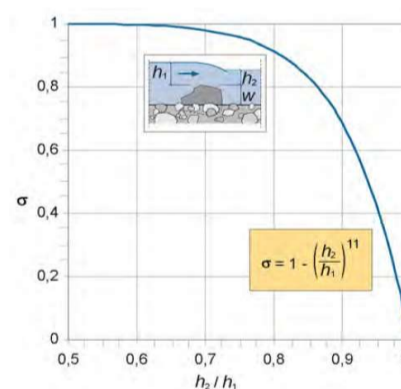 1
0,8
0,6
0,4
0,2
0
σ
h₁
h₂
w
σ = 1 - (h₂/h₁)¹¹
0,5 0,6 0,7 0,8 0,9
h₂ / h₁